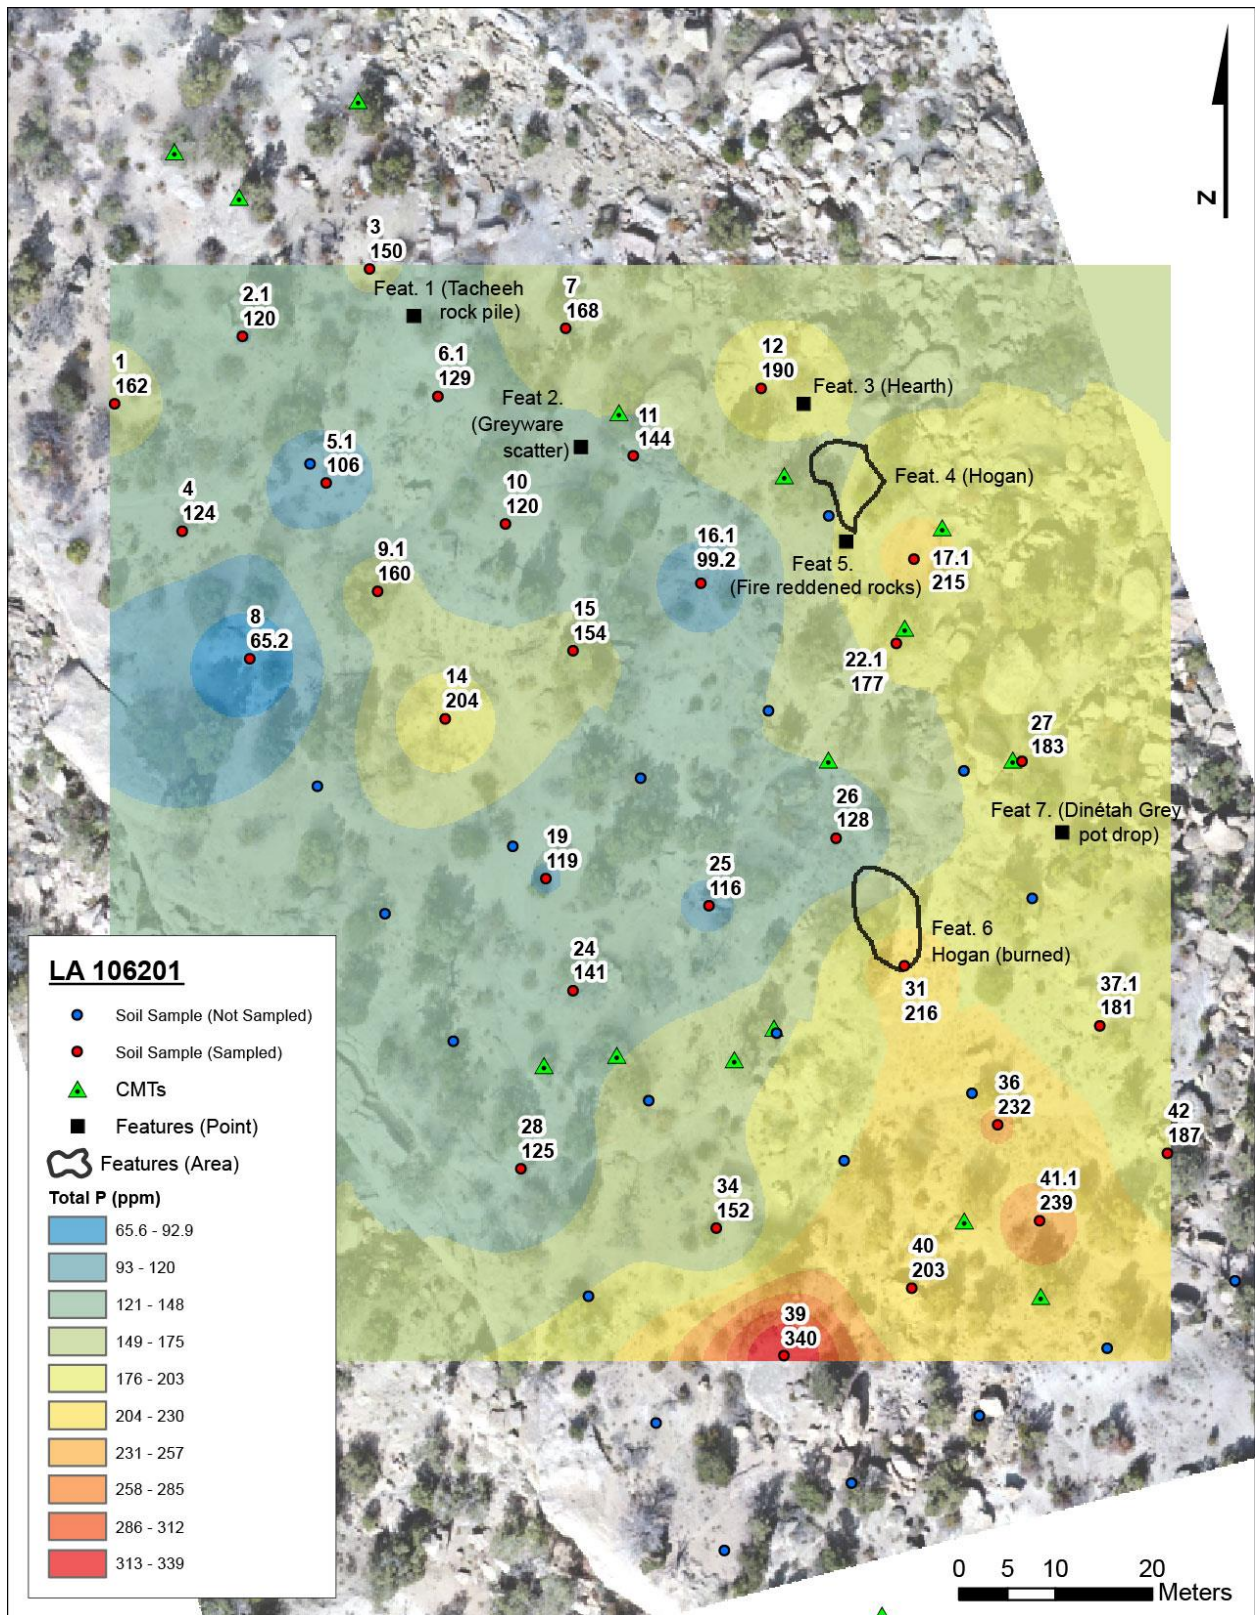 N
3
150
Feat. 1 (Tacheeh
rock pile)
2.1
120
7
168
1
162
6.1
129
12
190
Feat. 3 (Hearth)
Feat 2.
(Greyware
scatter)
11
144
5.1
106
Feat. 4 (Hogan)
4
124
10
120
16.1
99.2
Feat 5.
(Fire reddened rocks)
17.1
215
9.1
160
8
65.2
15
154
22.1
177
14
204
27
183
26
128
Feat 7. (Dinétah Grey
pot drop)
19
119
25
116
Feat. 6
Hogan (burned)
24
141
31
216
37.1
181
36
232
42
187
28
125
34
152
41.1
239
40
203
39
340
LA 106201
Soil Sample (Not Sampled)
Soil Sample (Sampled)
CMTs
Features (Point)
Features (Area)
Total P (ppm)
65.6 - 92.9
93 - 120
121 - 148
149 - 175
176 - 203
204 - 230
231 - 257
258 - 285
286 - 312
313 - 339
0 5 10 20
Meters